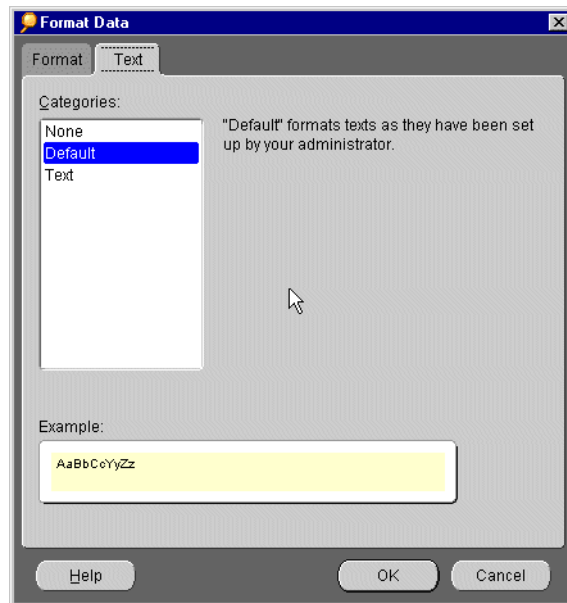 Format Data
Format Text
Categories:
None
Default
Text
"Default" formats texts as they have been set
up by your administrator.
Example:
AaBbCcYyZz
Help OK Cancel